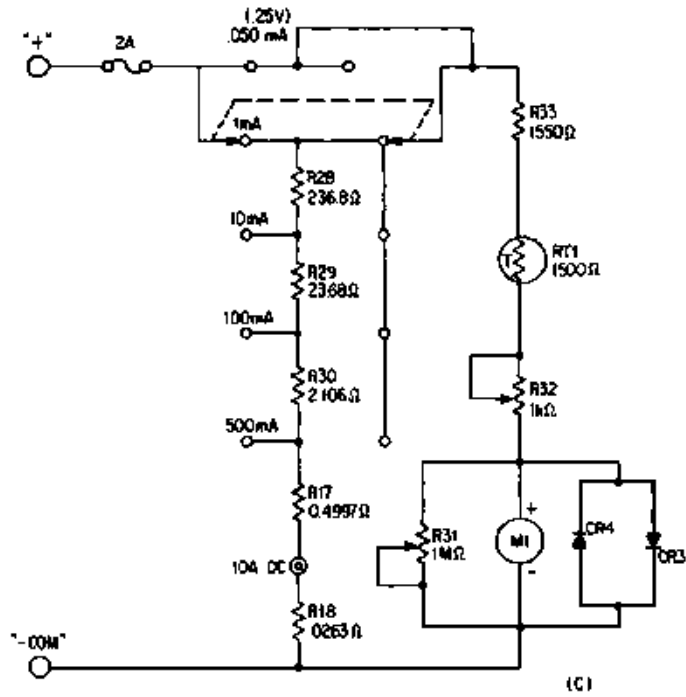 (.25V)
"+"
2A
.050 mA
1mA
R33
1550Ω
R28
236.8Ω
10mA
RT1
1500Ω
T
R29
23.68Ω
100mA
R30
2.106Ω
R32
1kΩ
500mA
R17
0.4997Ω
R31
1MΩ
+
M1
-
CR4
CR3
10A DC
R18
.0263Ω
"-COM"
(C)